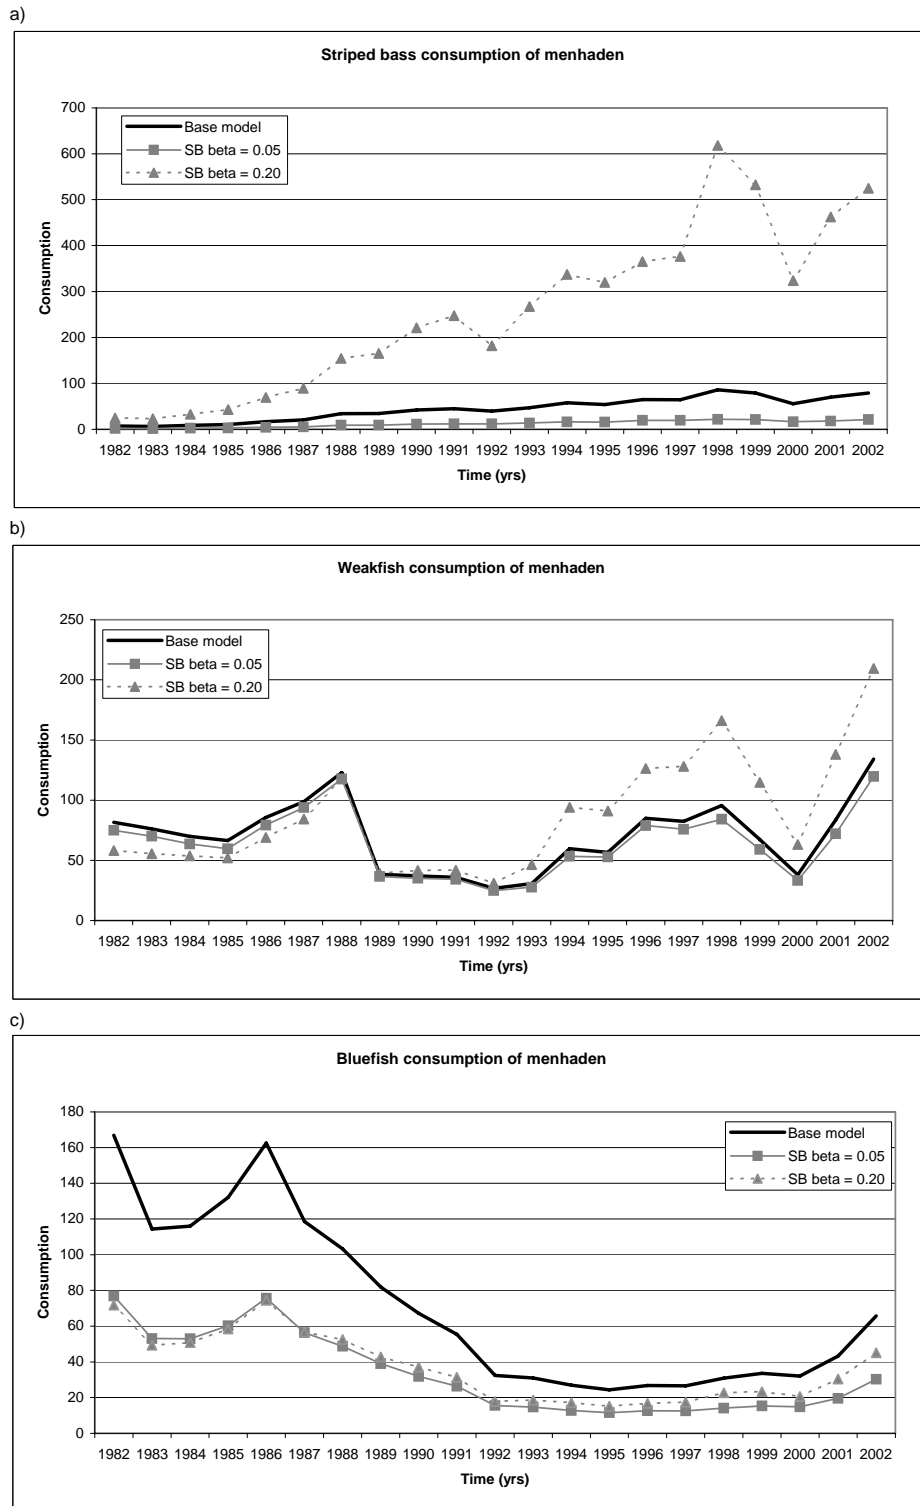 a)
Striped bass consumption of menhaden
700
600
500
400
300
200
100
0
Consumption
Base model
SB beta = 0.05
SB beta = 0.20
1982 1983 1984 1985 1986 1987 1988 1989 1990 1991 1992 1993 1994 1995 1996 1997 1998 1999 2000 2001 2002
Time (yrs)
b)
Weakfish consumption of menhaden
250
200
150
100
50
0
Consumption
Base model
SB beta = 0.05
SB beta = 0.20
1982 1983 1984 1985 1986 1987 1988 1989 1990 1991 1992 1993 1994 1995 1996 1997 1998 1999 2000 2001 2002
Time (yrs)
c)
Bluefish consumption of menhaden
180
160
140
120
100
80
60
40
20
0
Consumption
Base model
SB beta = 0.05
SB beta = 0.20
1982 1983 1984 1985 1986 1987 1988 1989 1990 1991 1992 1993 1994 1995 1996 1997 1998 1999 2000 2001 2002
Time (yrs)